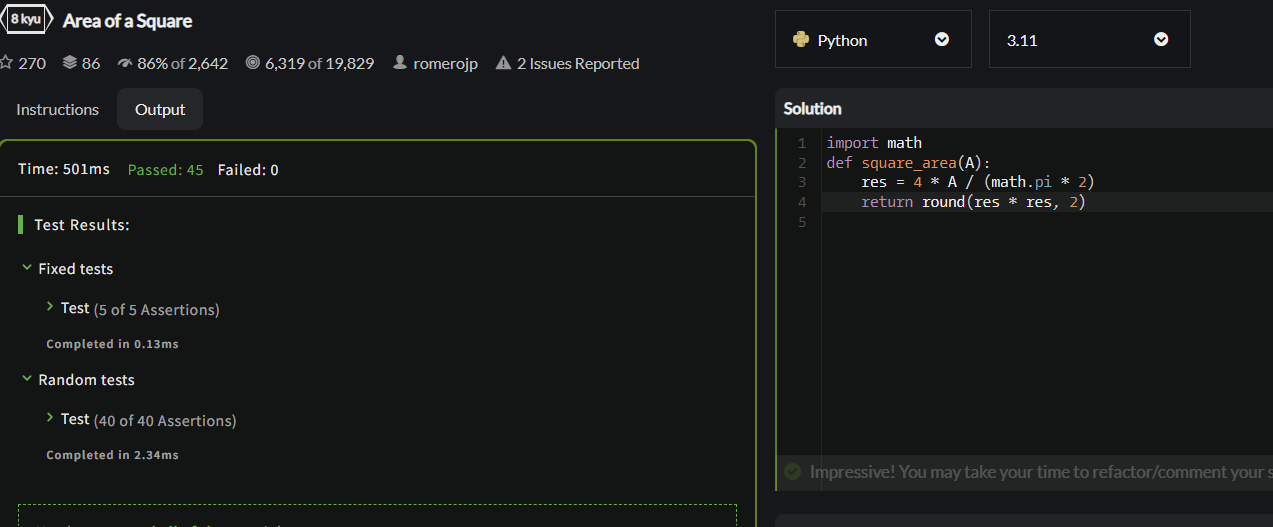 8 kyu Area of a Square
270 86 86% of 2,642 6,319 of 19,829 romerojp 2 Issues Reported
Instructions Output
Time: 501ms Passed: 45 Failed: 0
Test Results:
Fixed tests
Test (5 of 5 Assertions)
Completed in 0.13ms
Random tests
Test (40 of 40 Assertions)
Completed in 2.34ms
Python 3.11
Solution
1 import math
2 def square_area(A):
3 res = 4 * A / (math.pi * 2)
4 return round(res * res, 2)
5
Impressive! You may take your time to refactor/comment your